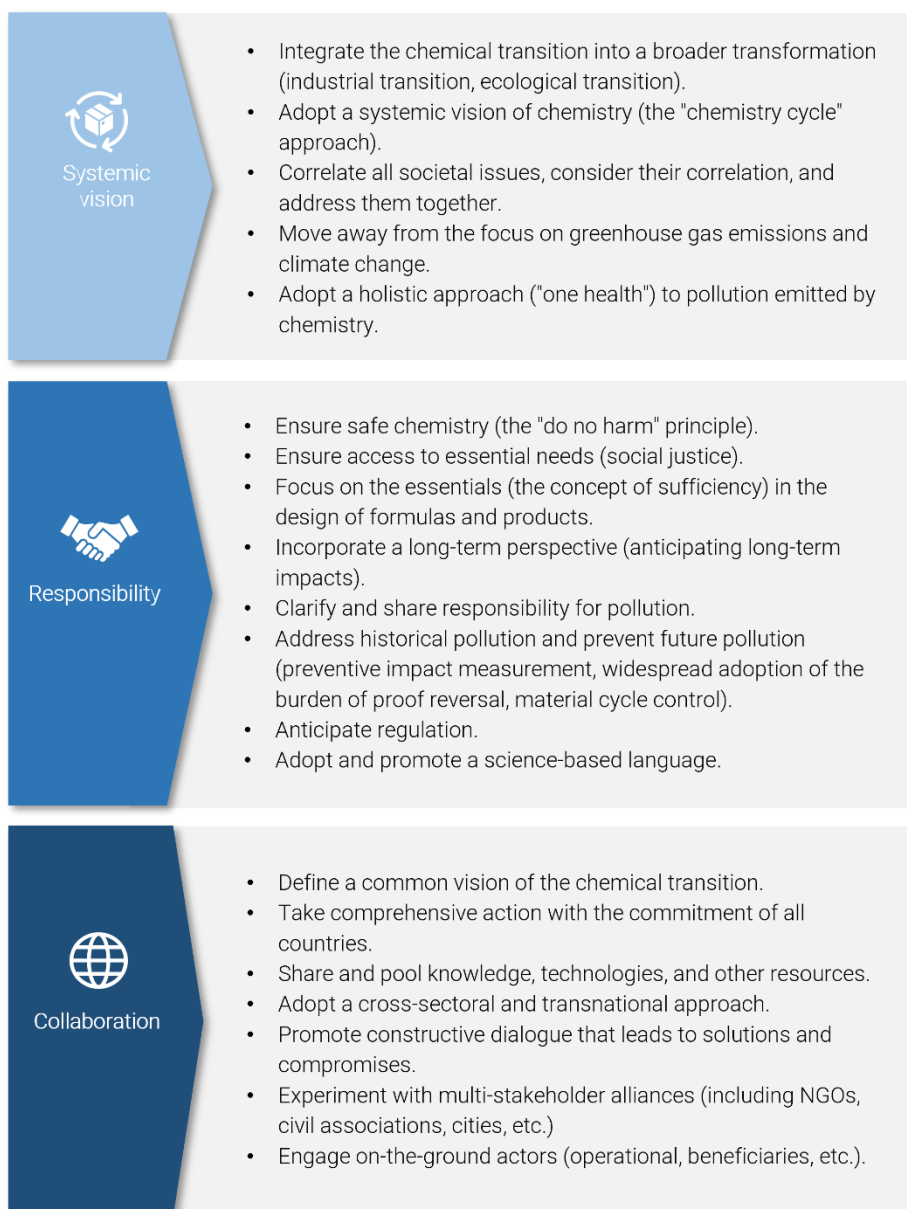 Systemic
vision
• Integrate the chemical transition into a broader transformation
(industrial transition, ecological transition).
• Adopt a systemic vision of chemistry (the "chemistry cycle"
approach).
• Correlate all societal issues, consider their correlation, and
address them together.
• Move away from the focus on greenhouse gas emissions and
climate change.
• Adopt a holistic approach ("one health") to pollution emitted by
chemistry.
Responsibility
• Ensure safe chemistry (the "do no harm" principle).
• Ensure access to essential needs (social justice).
• Focus on the essentials (the concept of sufficiency) in the
design of formulas and products.
• Incorporate a long-term perspective (anticipating long-term
impacts).
• Clarify and share responsibility for pollution.
• Address historical pollution and prevent future pollution
(preventive impact measurement, widespread adoption of the
burden of proof reversal, material cycle control).
• Anticipate regulation.
• Adopt and promote a science-based language.
Collaboration
• Define a common vision of the chemical transition.
• Take comprehensive action with the commitment of all
countries.
• Share and pool knowledge, technologies, and other resources.
• Adopt a cross-sectoral and transnational approach.
• Promote constructive dialogue that leads to solutions and
compromises.
• Experiment with multi-stakeholder alliances (including NGOs,
civil associations, cities, etc.)
• Engage on-the-ground actors (operational, beneficiaries, etc.).